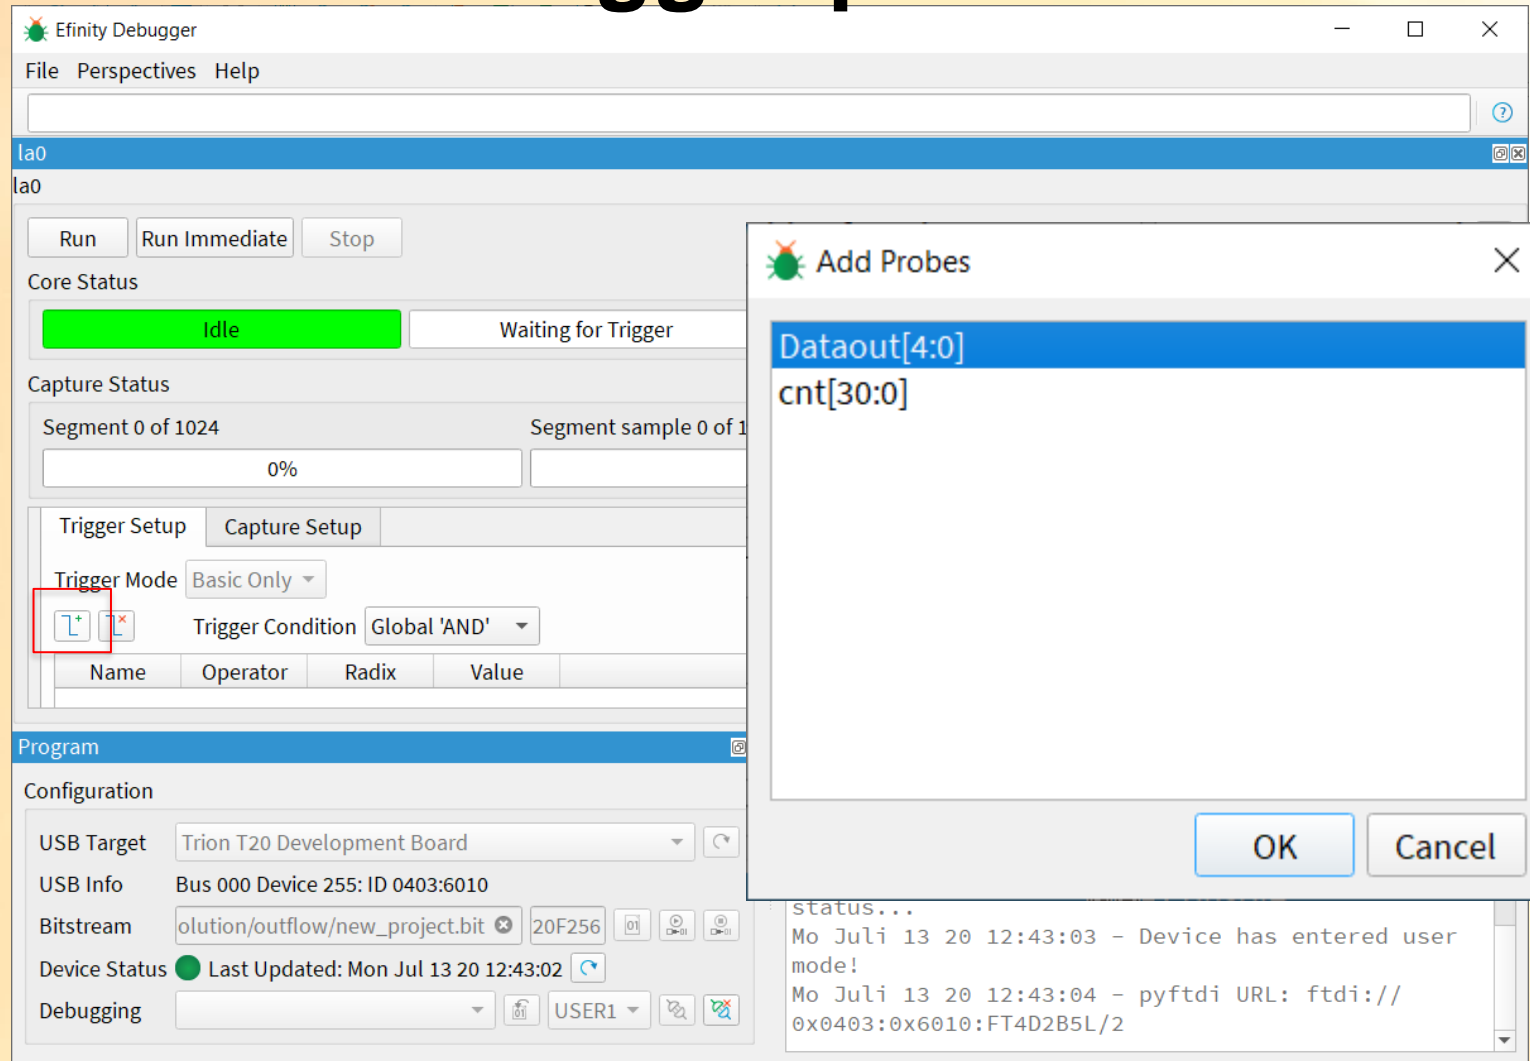 Efinity Debugger
File Perspectives Help
la0
la0
Run Run Immediate Stop
Core Status
Idle Waiting for Trigger
Capture Status
Segment 0 of 1024 Segment sample 0 of 1
0%
Trigger Setup Capture Setup
Trigger Mode Basic Only
Trigger Condition Global 'AND'
Name Operator Radix Value
Add Probes
Dataout[4:0]
cnt[30:0]
OK Cancel
Program
Configuration
USB Target Trion T20 Development Board
USB Info Bus 000 Device 255: ID 0403:6010
Bitstream olution/outflow/new_project.bit 20F256
Device Status Last Updated: Mon Jul 13 20 12:43:02
Debugging USER1
status...
Mo Juli 13 20 12:43:03 - Device has entered user
mode!
Mo Juli 13 20 12:43:04 - pyftdi URL: ftdi://
0x0403:0x6010:FT4D2B5L/2